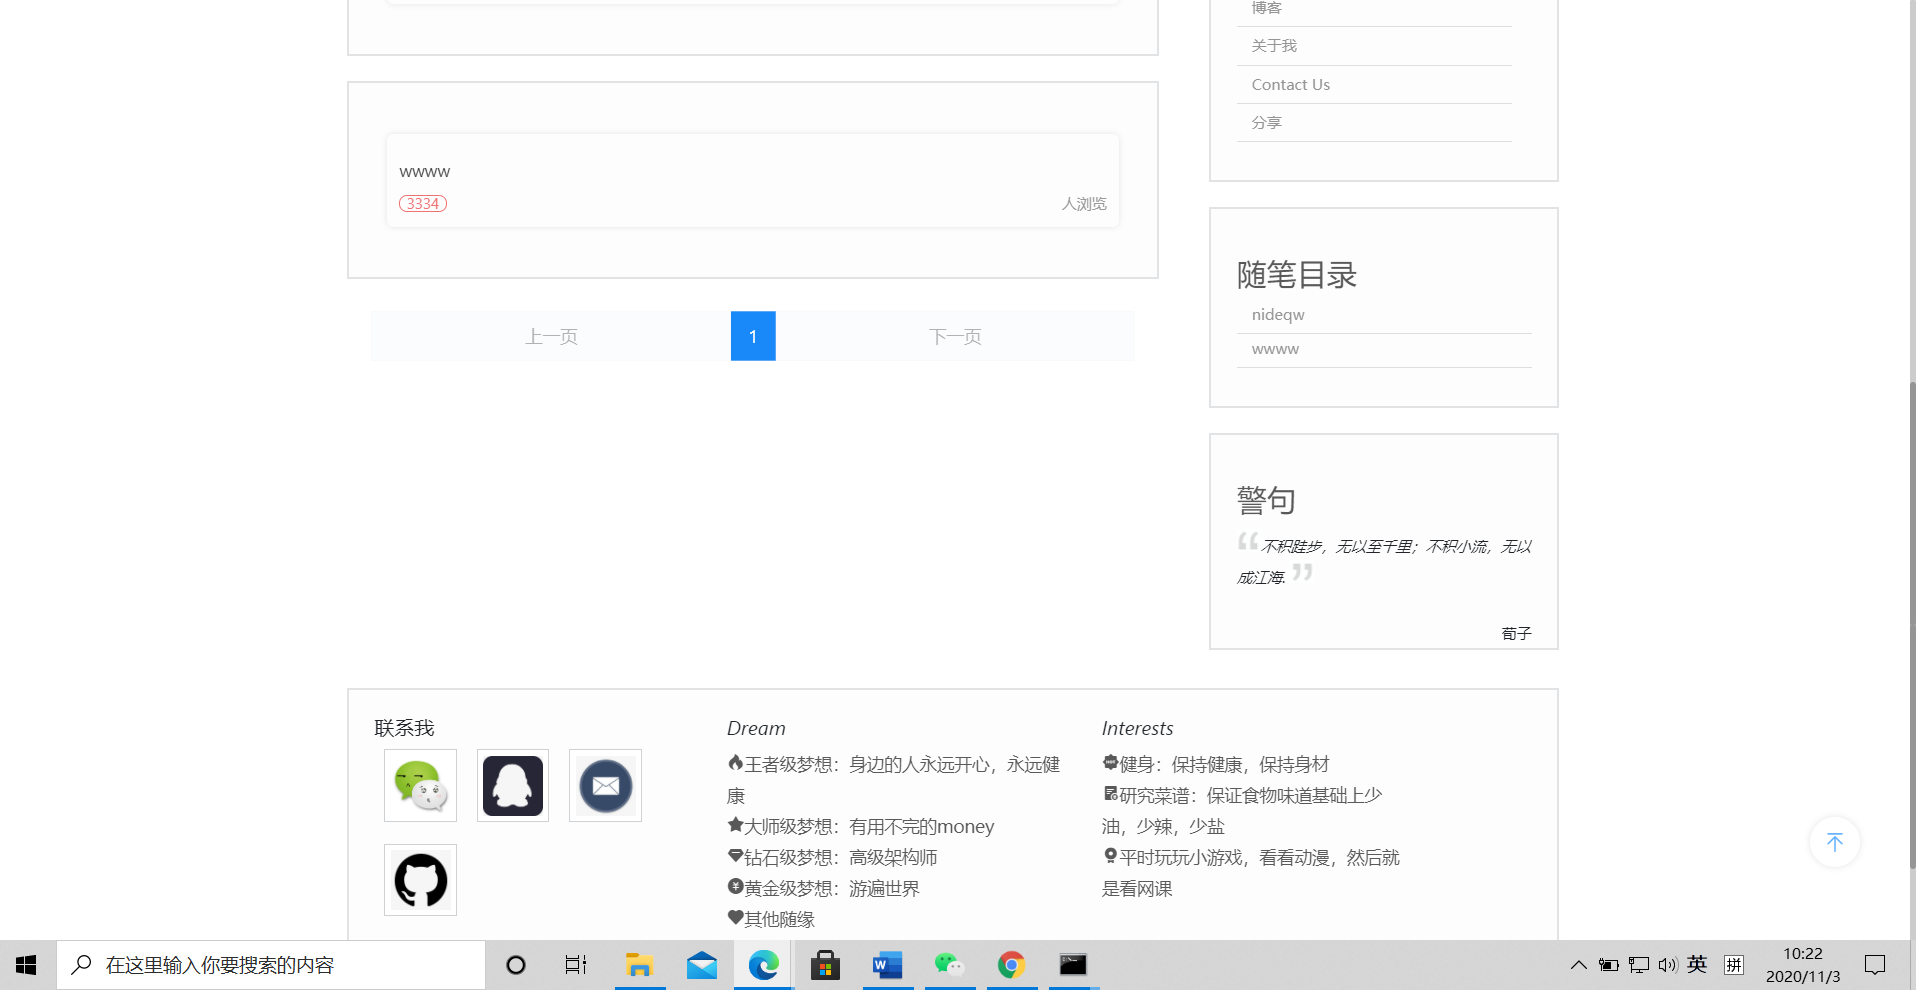 博客
关于我
Contact Us
分享
wwww
3334
人浏览
上一页
1
下一页
随笔目录
nideqw
wwww
警句
“不积跬步，无以至千里；不积小流，无以
成江海.”
荀子
联系我
Dream
王者级梦想：身边的人永远开心，永远健
康
大师级梦想：有用不完的money
钻石级梦想：高级架构师
黄金级梦想：游遍世界
其他随缘
Interests
健身：保持健康，保持身材
研究菜谱：保证食物味道基础上少
油，少辣，少盐
平时玩玩小游戏，看看动漫，然后就
是看网课
在这里输入你要搜索的内容
英
拼
10:22
2020/11/3